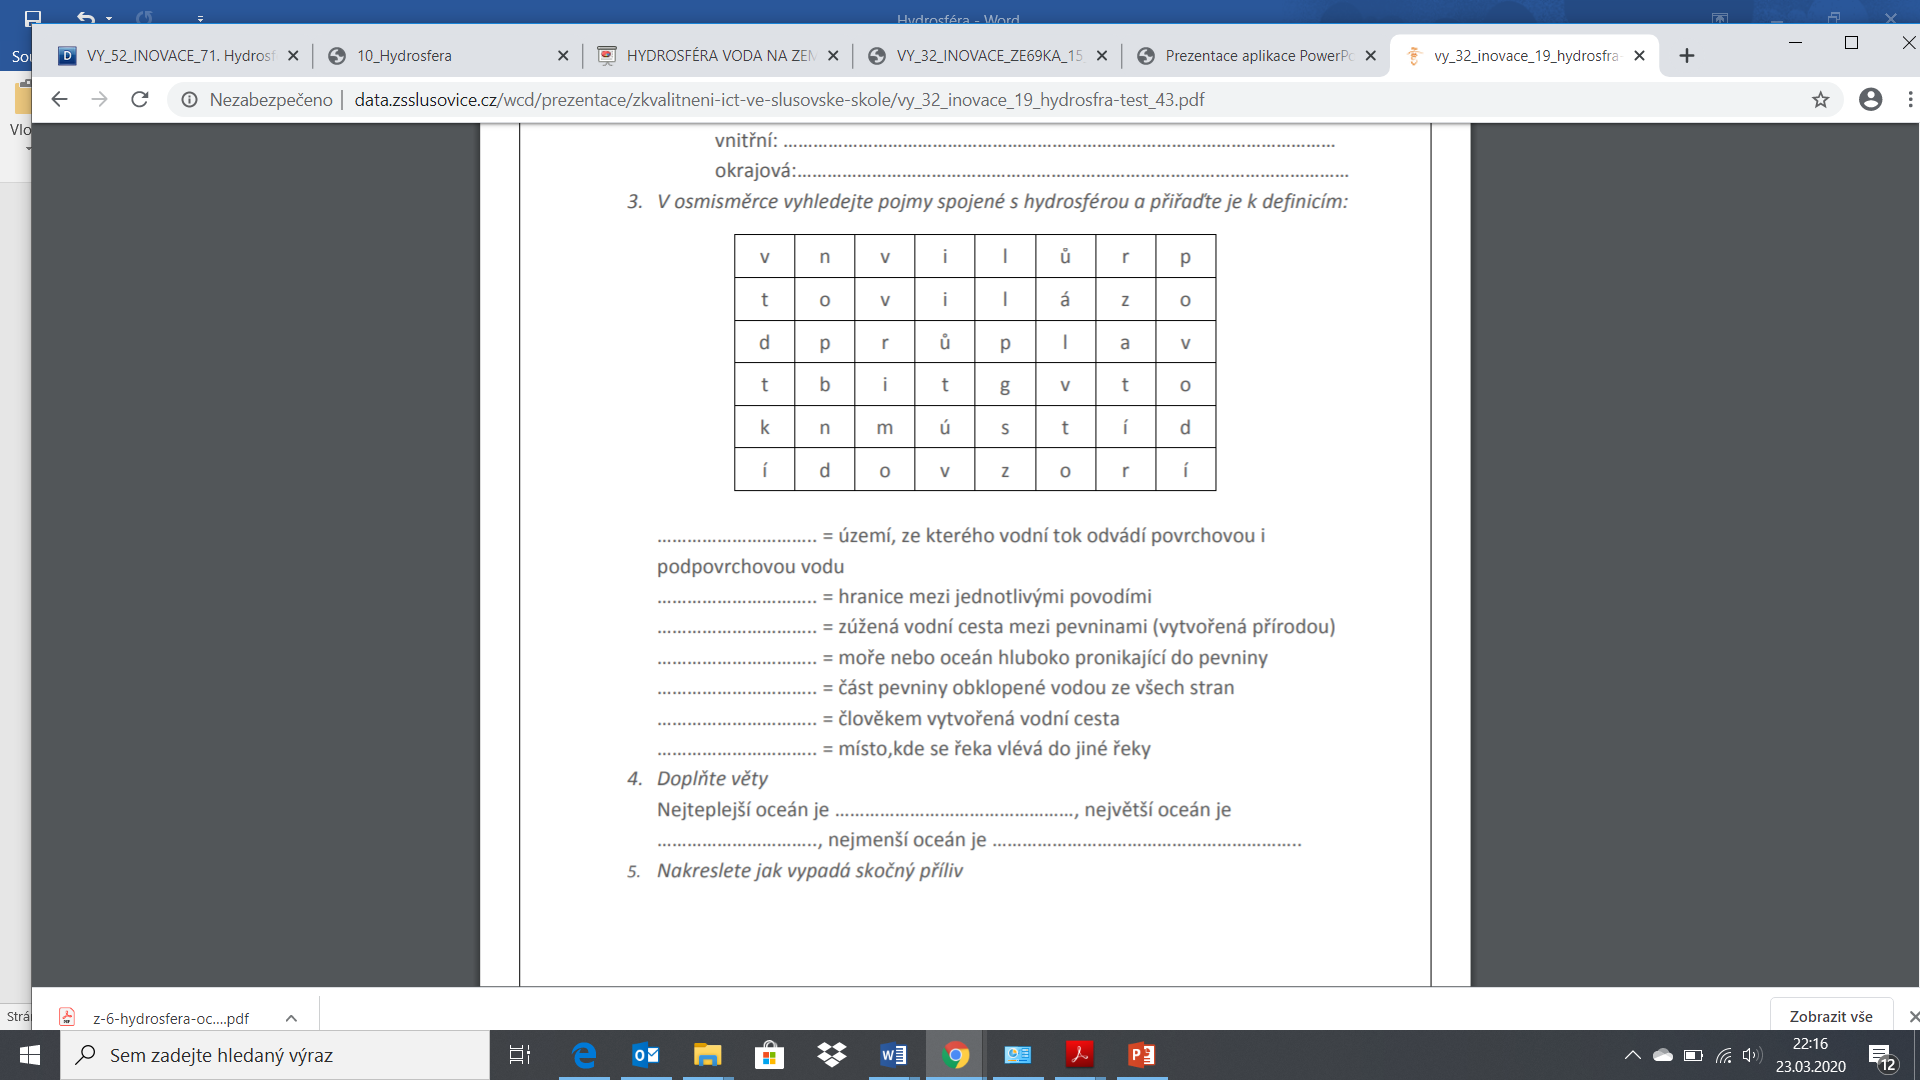 Hydrosféra - Word
Sou
VY_52_INOVACE_71. Hydrosf
10_Hydrosfera
HYDROSFÉRA VODA NA ZEM
VY_32_INOVACE_ZE69KA_15
Prezentace aplikace PowerPo
vy_32_inovace_19_hydrosfra-
Nezabezpečeno | data.zsslusovice.cz/wcd/prezentace/zkvalitneni-ict-ve-slusovske-skole/vy_32_inovace_19_hydrosfra-test_43.pdf
Vlo
vnitřní: ………………………………………………………………………………………………
okrajová:………………………………………………………………………………………………
3. V osmisměrce vyhledejte pojmy spojené s hydrosférou a přiřaďte je k definicím:
v n v i l ů r p
t o v i l á z o
d p r ů p l a v
t b i t g v t o
k n m ú s t í d
í d o v z o r í
………………………….. = území, ze kterého vodní tok odvádí povrchovou i
podpovrchovou vodu
………………………….. = hranice mezi jednotlivými povodími
………………………….. = zúžená vodní cesta mezi pevninami (vytvořená přírodou)
………………………….. = moře nebo oceán hluboko pronikající do pevniny
………………………….. = část pevniny obklopené vodou ze všech stran
………………………….. = člověkem vytvořená vodní cesta
………………………….. = místo,kde se řeka vlévá do jiné řeky
4. Doplňte věty
Nejteplejší oceán je …………………………………………, největší oceán je
………………………….., nejmenší oceán je ……………………………………………………..
5. Nakreslete jak vypadá skočný příliv
Strá
z-6-hydrosfera-oc....pdf
Zobrazit vše
Sem zadejte hledaný výraz
22:16
23.03.2020
12